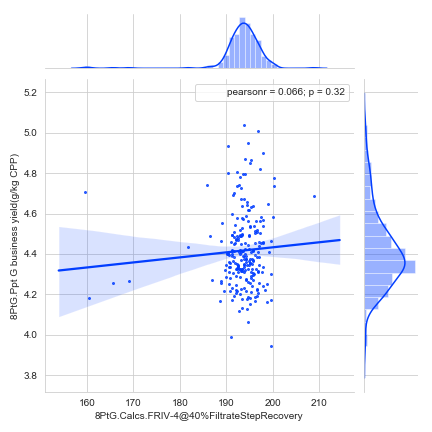 pearsonr = 0.066; p = 0.32
8PtG.Ppt G business yield(g/kg CPP)
5.2
5.0
4.8
4.6
4.4
4.2
4.0
3.8
160 170 180 190 200 210
8PtG.Calcs.FRIV-4@40%FiltrateStepRecovery